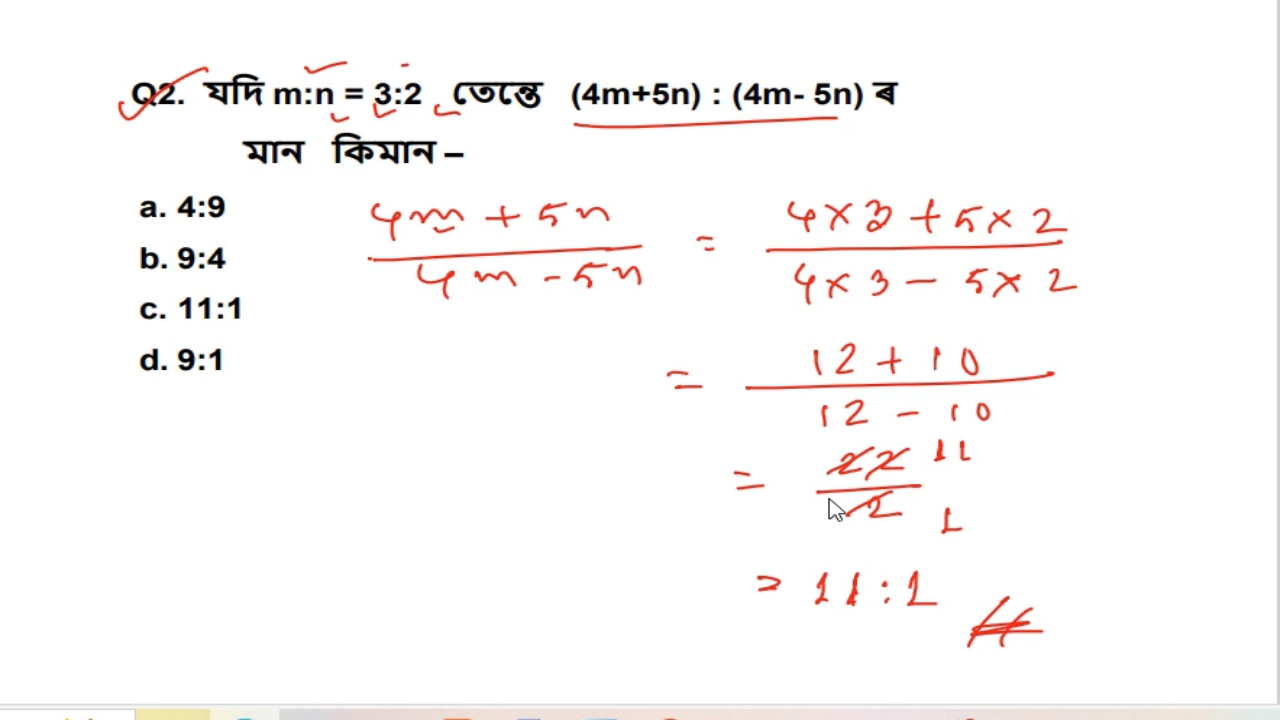 Q2. যদি m:n = 3:2 তেন্তে (4m+5n) : (4m- 5n) ৰ
মান কিমান –
a. 4:9
b. 9:4
c. 11:1
d. 9:1
4m + 5n
4m - 5n
= 4×3 + 5×2
4×3 - 5×2
= 12 + 10
12 - 10
= 22 11
2 1
= 11:1